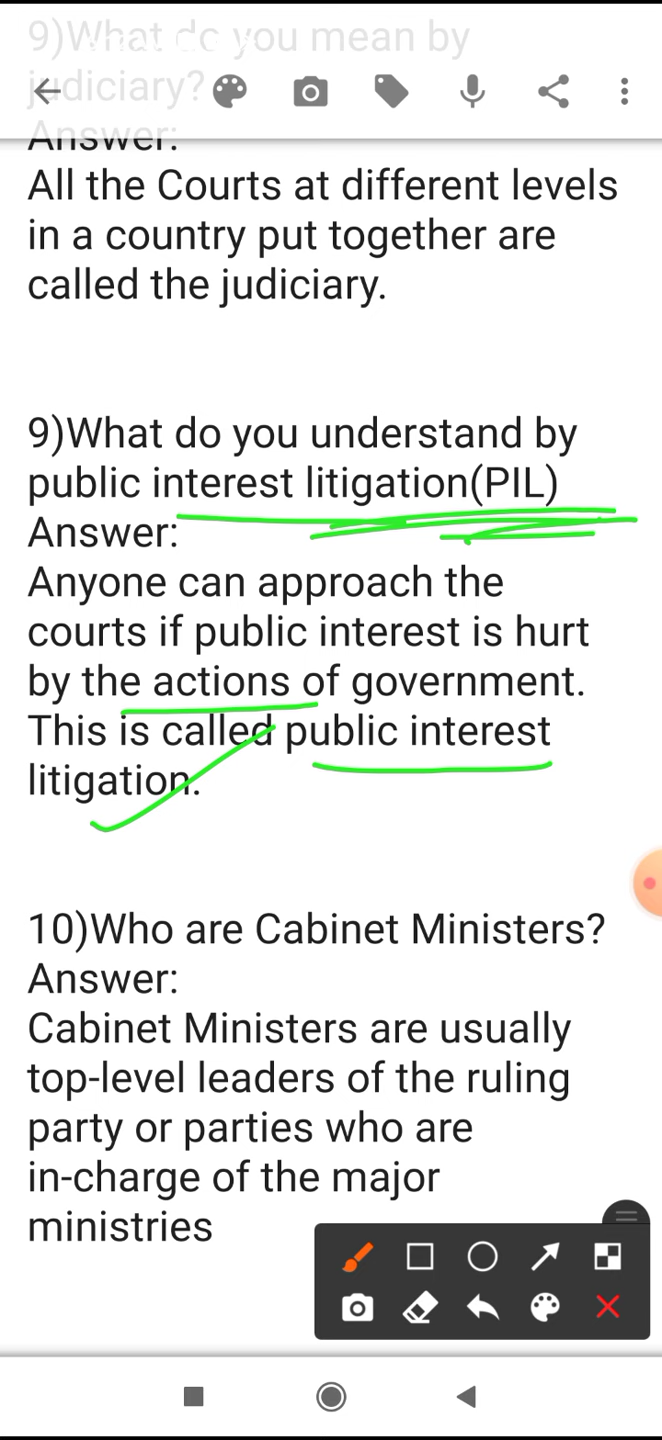 9)What do you mean by
judiciary?
Answer:
All the Courts at different levels
in a country put together are
called the judiciary.
9)What do you understand by
public interest litigation(PIL)
Answer:
Anyone can approach the
courts if public interest is hurt
by the actions of government.
This is called public interest
litigation.
10)Who are Cabinet Ministers?
Answer:
Cabinet Ministers are usually
top-level leaders of the ruling
party or parties who are
in-charge of the major
ministries